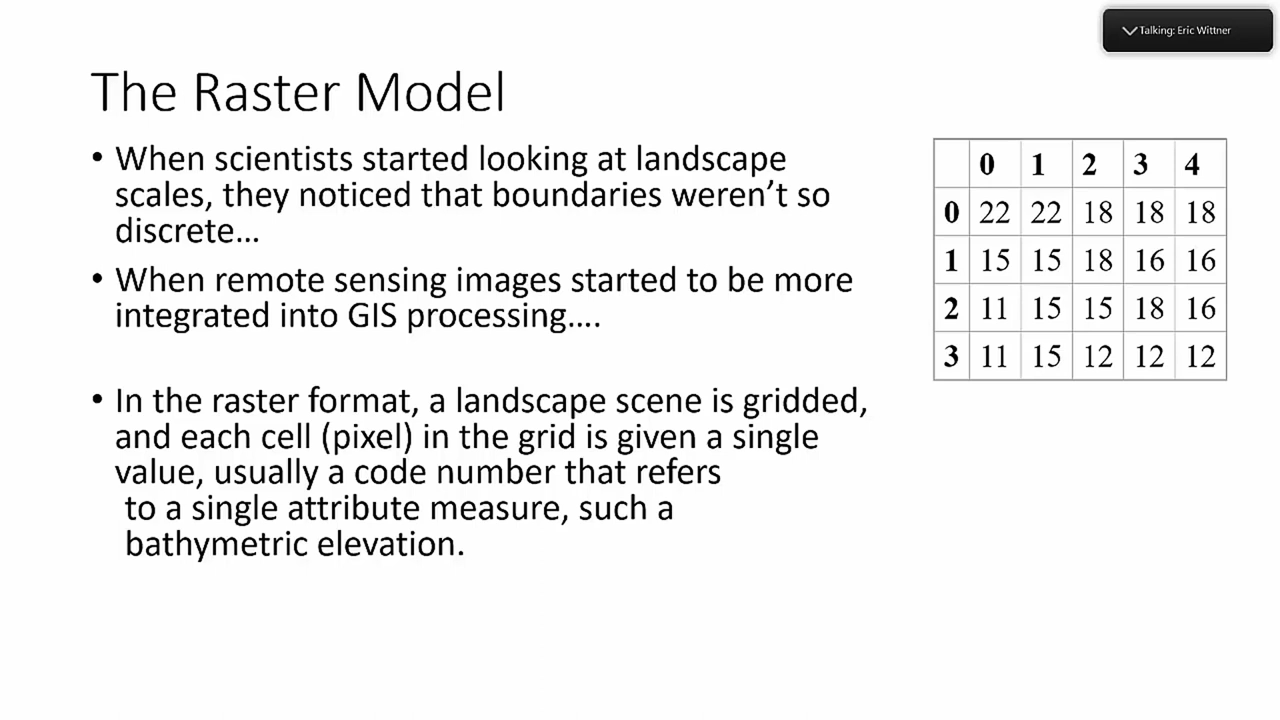 Talking: Eric Wittner
The Raster Model
• When scientists started looking at landscape
scales, they noticed that boundaries weren’t so
discrete…
• When remote sensing images started to be more
integrated into GIS processing….
• In the raster format, a landscape scene is gridded,
and each cell (pixel) in the grid is given a single
value, usually a code number that refers
to a single attribute measure, such a
bathymetric elevation.
0 1 2 3 4
0 22 22 18 18 18
1 15 15 18 16 16
2 11 15 15 18 16
3 11 15 12 12 12